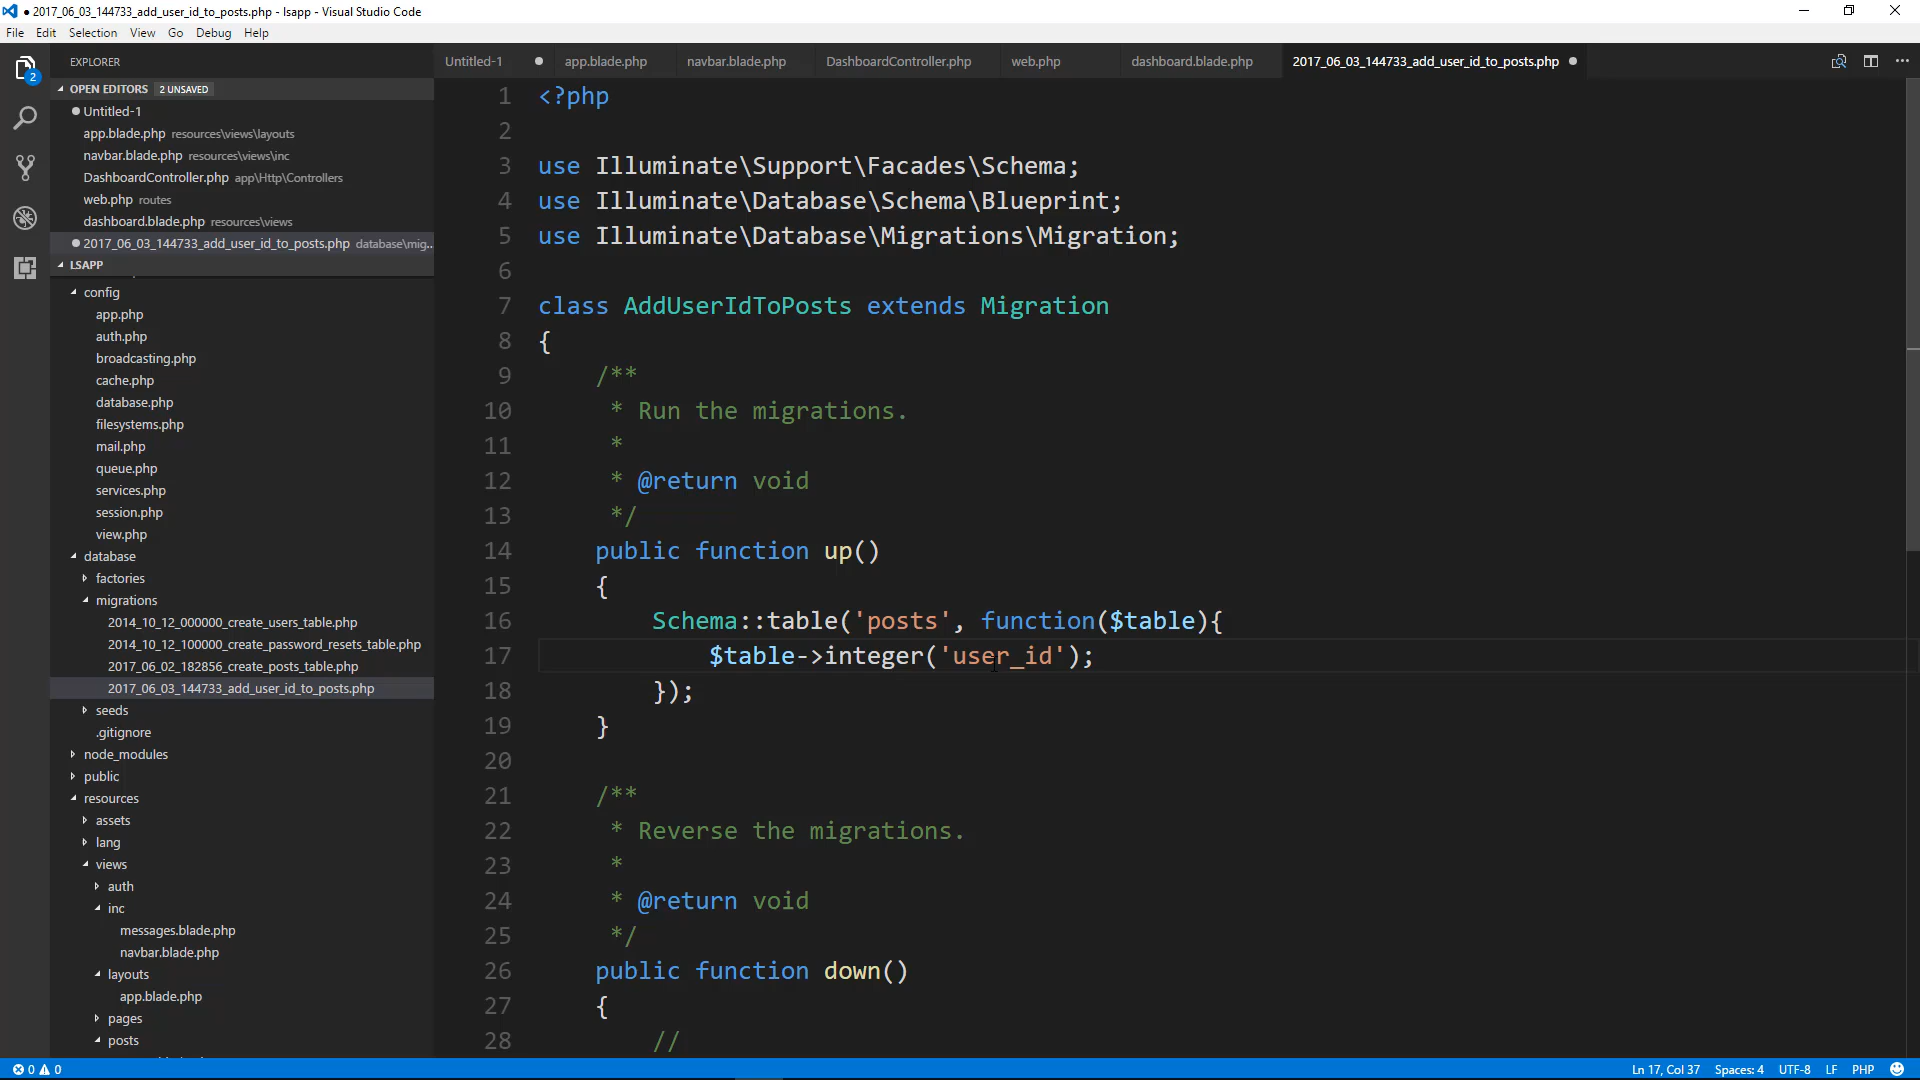 ● 2017_06_03_144733_add_user_id_to_posts.php - lsapp - Visual Studio Code
File Edit Selection View Go Debug Help
2
EXPLORER
OPEN EDITORS 2 UNSAVED
Untitled-1
app.blade.php resources\views\layouts
navbar.blade.php resources\views\inc
DashboardController.php app\Http\Controllers
web.php routes
dashboard.blade.php resources\views
2017_06_03_144733_add_user_id_to_posts.php database\mig...
LSAPP
config
app.php
auth.php
broadcasting.php
cache.php
database.php
filesystems.php
mail.php
queue.php
services.php
session.php
view.php
database
factories
migrations
2014_10_12_000000_create_users_table.php
2014_10_12_100000_create_password_resets_table.php
2017_06_02_182856_create_posts_table.php
2017_06_03_144733_add_user_id_to_posts.php
seeds
.gitignore
node_modules
public
resources
assets
lang
views
auth
inc
messages.blade.php
navbar.blade.php
layouts
app.blade.php
pages
posts
Untitled-1 app.blade.php navbar.blade.php DashboardController.php web.php dashboard.blade.php 2017_06_03_144733_add_user_id_to_posts.php
1 <?php
2
3 use Illuminate\Support\Facades\Schema;
4 use Illuminate\Database\Schema\Blueprint;
5 use Illuminate\Database\Migrations\Migration;
6
7 class AddUserIdToPosts extends Migration
8 {
9 /**
10 * Run the migrations.
11 *
12 * @return void
13 */
14 public function up()
15 {
16 Schema::table('posts', function($table){
17 $table->integer('user_id');
18 });
19 }
20
21 /**
22 * Reverse the migrations.
23 *
24 * @return void
25 */
26 public function down()
27 {
28 //
0 0 Ln 17, Col 37 Spaces: 4 UTF-8 LF PHP